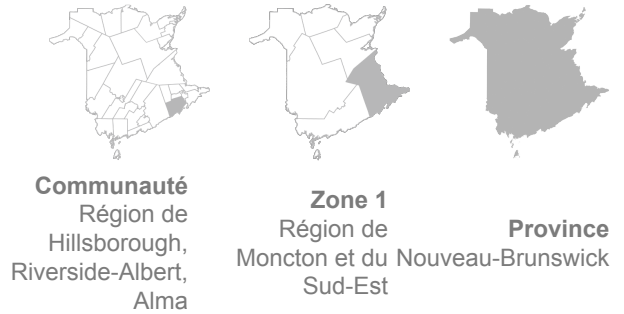 Communauté
Région de
Hillsborough,
Riverside-Albert,
Alma
Zone 1
Région de
Moncton et du
Sud-Est
Province
Nouveau-Brunswick